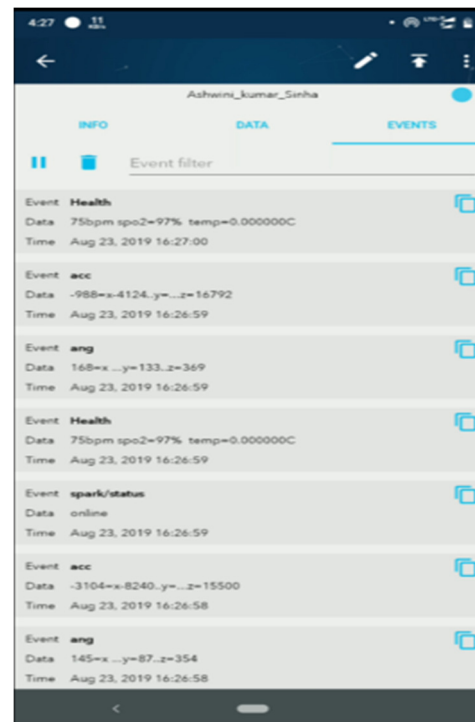 4:27 11
KB/s
Ashwini_kumar_Sinha
INFO DATA EVENTS
Event filter
Event Health
Data 75bpm spo2=97% temp=0.000000C
Time Aug 23, 2019 16:27:00
Event acc
Data -988=x-4124..y=...z=16792
Time Aug 23, 2019 16:26:59
Event ang
Data 168=x ...y=133..z=369
Time Aug 23, 2019 16:26:59
Event Health
Data 75bpm spo2=97% temp=0.000000C
Time Aug 23, 2019 16:26:59
Event spark/status
Data online
Time Aug 23, 2019 16:26:59
Event acc
Data -3104=x-8240..y=...z=15500
Time Aug 23, 2019 16:26:58
Event ang
Data 145=x ...y=87..z=354
Time Aug 23, 2019 16:26:58